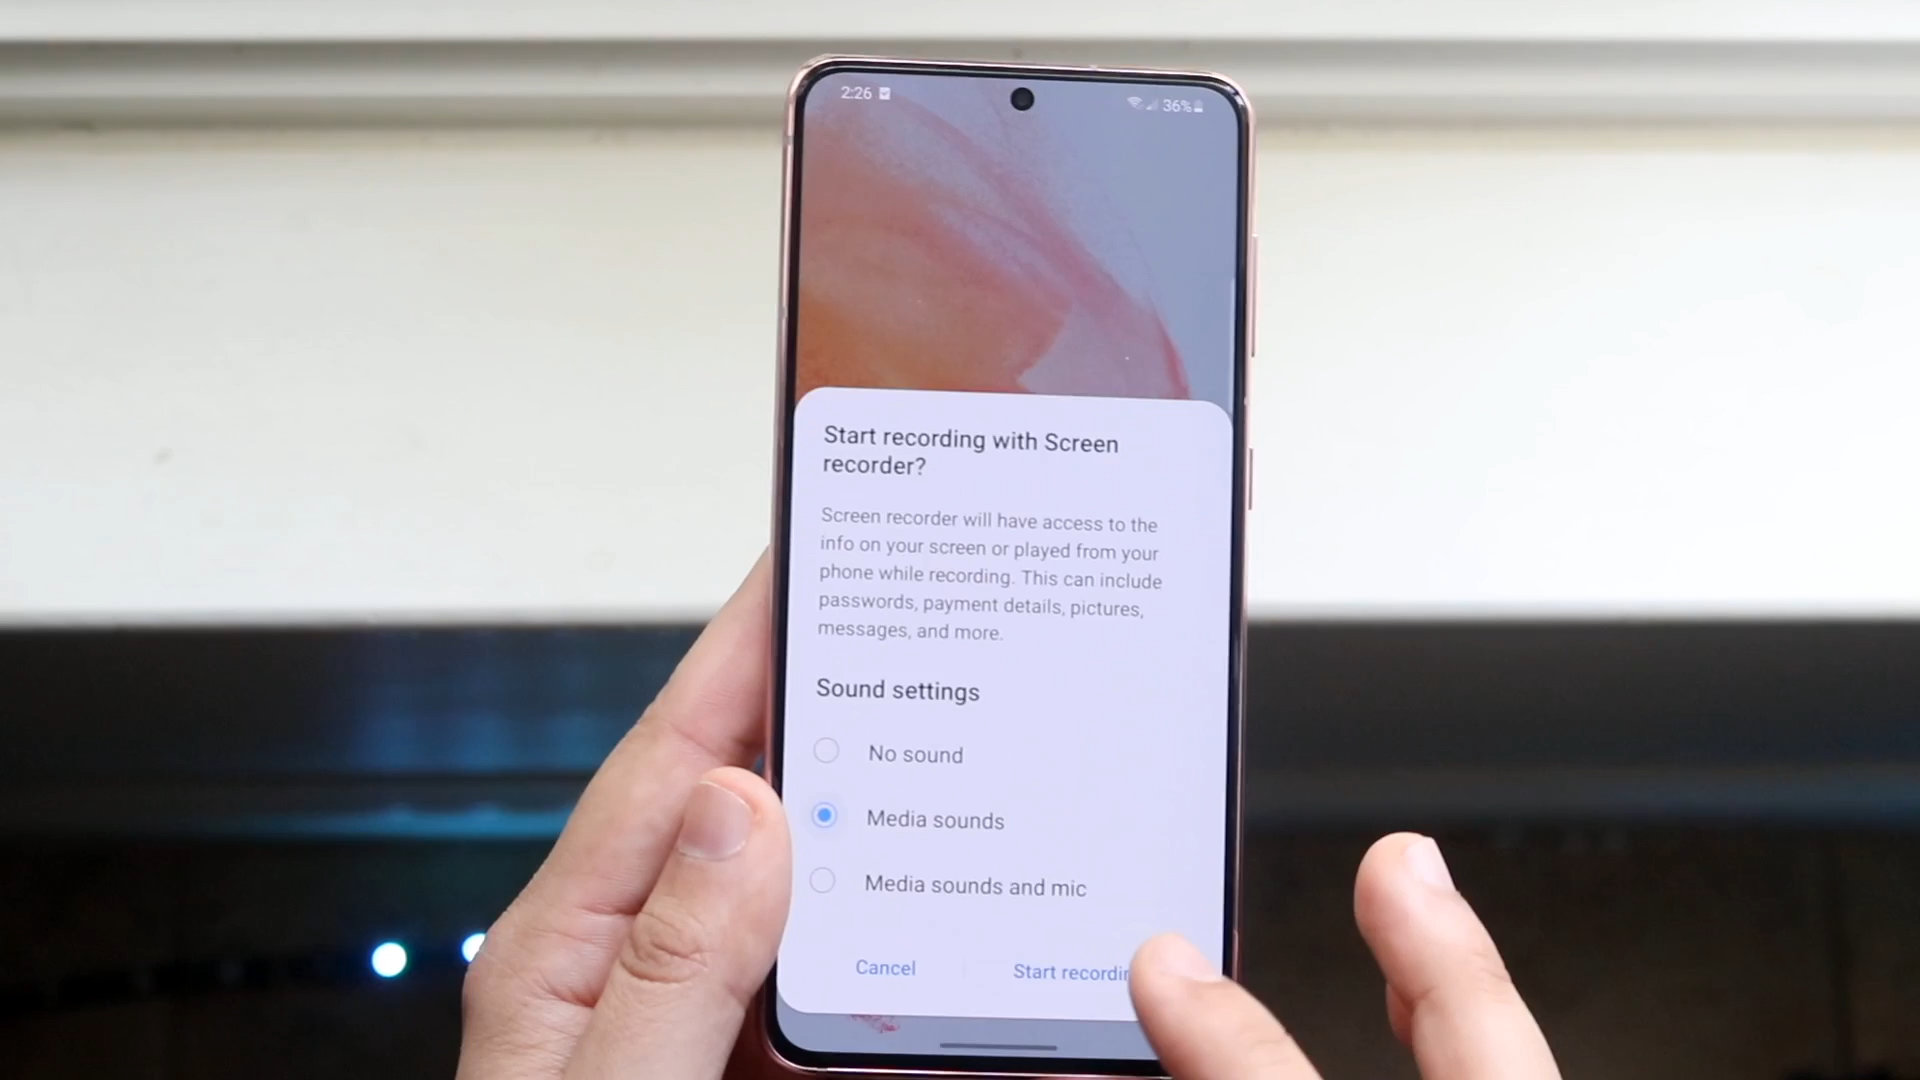 2:26
36%
Start recording with Screen
recorder?
Screen recorder will have access to the
info on your screen or played from your
phone while recording. This can include
passwords, payment details, pictures,
messages, and more.
Sound settings
No sound
Media sounds
Media sounds and mic
Cancel
Start recordin